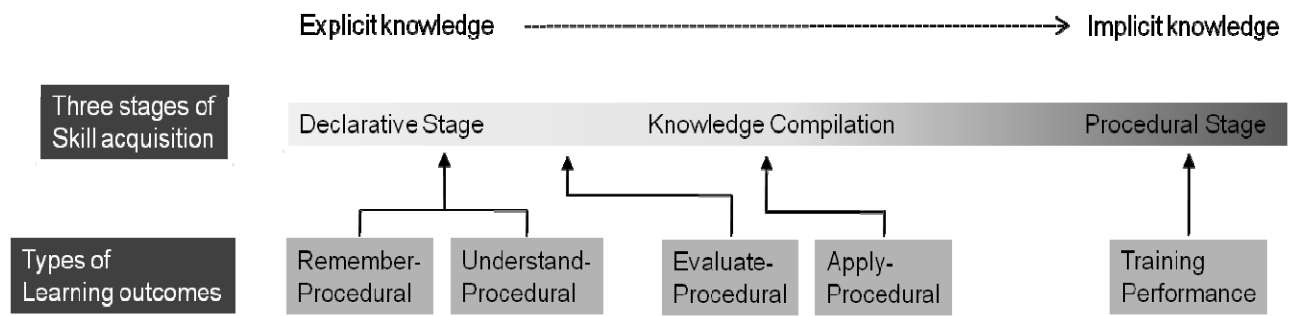 Explicit knowledge
Implicit knowledge
Three stages of
Skill acquisition
Declarative Stage
Knowledge Compilation
Procedural Stage
Types of
Learning outcomes
Remember-
Procedural
Understand-
Procedural
Evaluate-
Procedural
Apply-
Procedural
Training
Performance